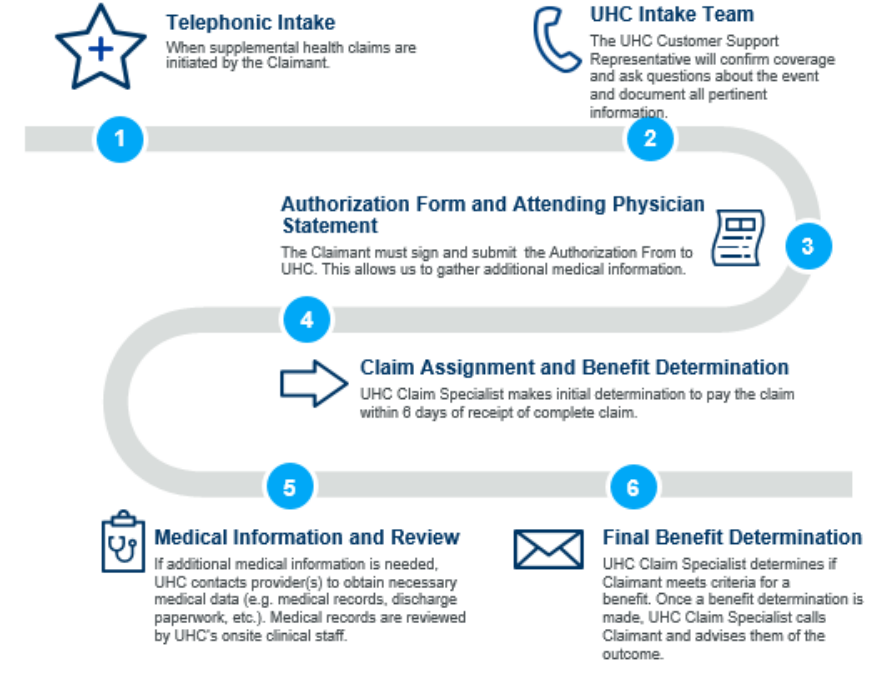 Telephonic Intake
When supplemental health claims are
initiated by the Claimant.
UHC Intake Team
The UHC Customer Support
Representative will confirm coverage
and ask questions about the event
and document all pertinent
information.
1
2
Authorization Form and Attending Physician
Statement
The Claimant must sign and submit the Authorization From to
UHC. This allows us to gather additional medical information.
3
4
Claim Assignment and Benefit Determination
UHC Claim Specialist makes initial determination to pay the claim
within 6 days of receipt of complete claim.
5
6
Medical Information and Review
If additional medical information is needed,
UHC contacts provider(s) to obtain necessary
medical data (e.g. medical records, discharge
paperwork, etc.). Medical records are reviewed
by UHC's onsite clinical staff.
Final Benefit Determination
UHC Claim Specialist determines if
Claimant meets criteria for a
benefit. Once a benefit determination is
made, UHC Claim Specialist calls
Claimant and advises them of the
outcome.